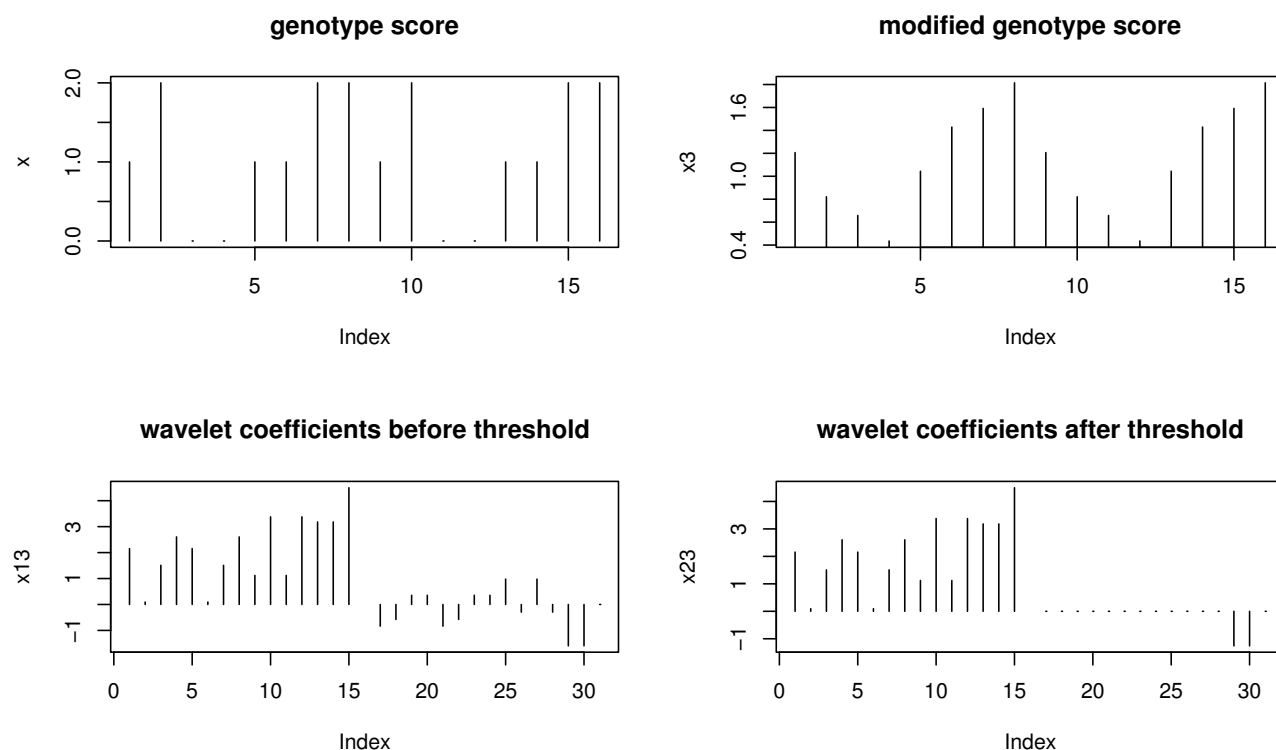 genotype score
x
0.0 1.0 2.0
5 10 15
Index
modified genotype score
x3
0.4 1.0 1.6
5 10 15
Index
wavelet coefficients before threshold
x13
−1 1 3
0 5 10 15 20 25 30
Index
wavelet coefficients after threshold
x23
−1 1 3
0 5 10 15 20 25 30
Index